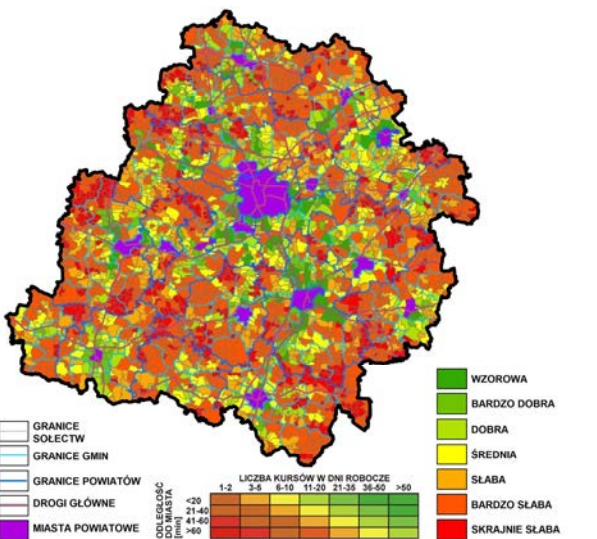 WZOROWA
BARDZO DOBRA
DOBRA
ŚREDNIA
SŁABA
BARDZO SŁABA
SKRAJNIE SŁABA
GRANICE
SOŁECTW
GRANICE GMIN
GRANICE POWIATÓW
DROGI GŁÓWNE
MIASTA POWIATOWE
LICZBA KURSÓW W DNI ROBOCZE
1-2 3-5 6-10 11-20 21-35 36-50 >50
ODLEGŁOŚĆ
DO MIASTA
[min]
<20
21-40
41-60
>60